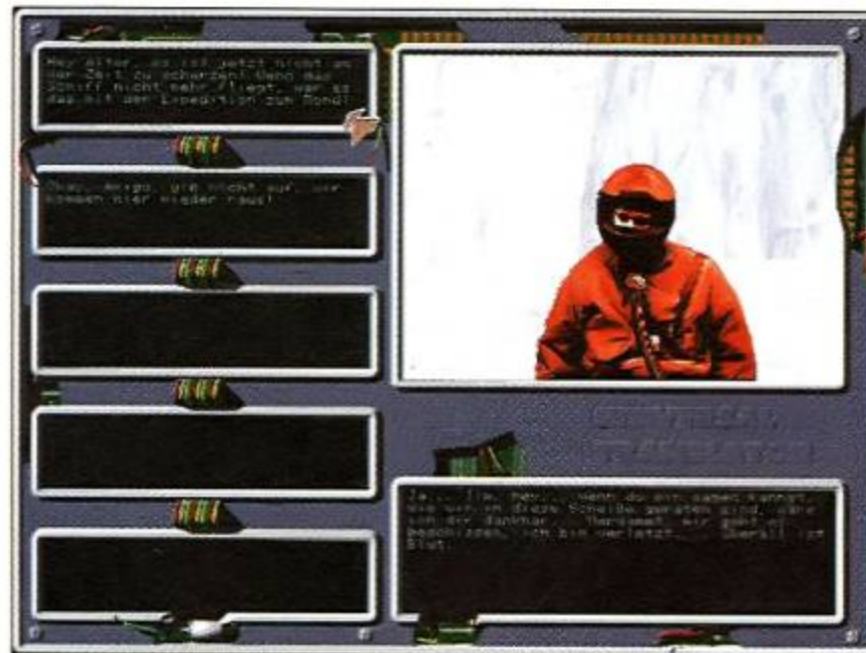 Hey Alter, es ist jetzt nicht an
der Zeit zu scherzen! Wenn das
Schiff nicht mehr fliegt, war es
das mit der Expedition zum Mond!
Okay, Amigo, gib nicht auf, wir
kommen hier wieder raus!
TRANSLATOR
Ja... Jim, hey... wenn du mir sagen kannst,
wie wir in diese Scheiße geraten sind, wäre
ich dir dankbar... Verdammt, mir geht es
beschissen, ich bin verletzt... überall ist
Blut.